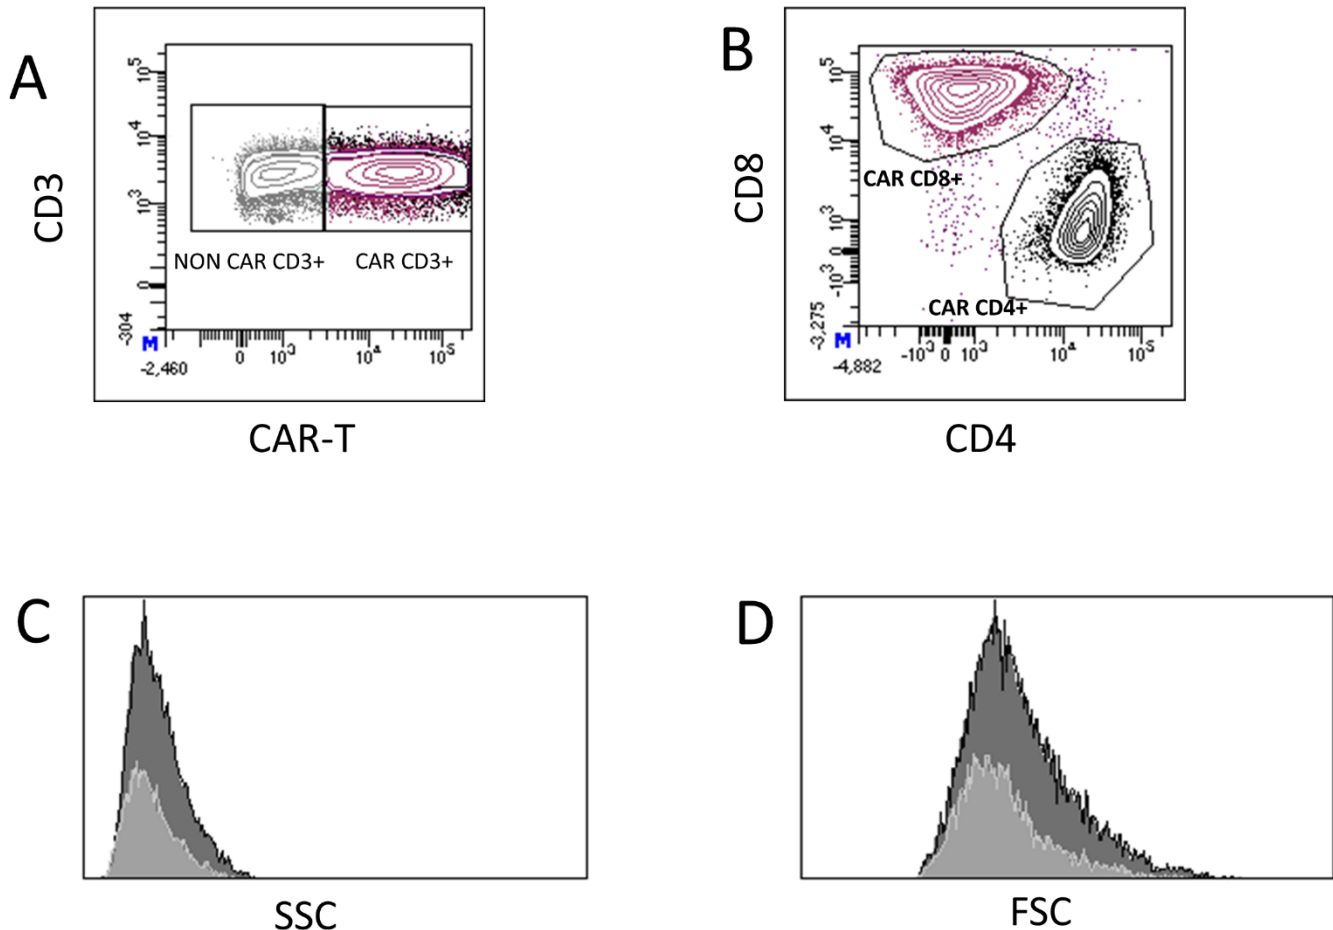 A
CD3
10^5
10^4
10^3
0
-304
NON CAR CD3+
CAR CD3+
M
-2,460
0
10^3
10^4
10^5
CAR-T
B
CD8
10^5
10^4
10^3
0
-10^3
-3,275
CAR CD8+
CAR CD4+
M
-4,882
-10^3
0
10^3
10^4
10^5
CD4
C
SSC
D
FSC